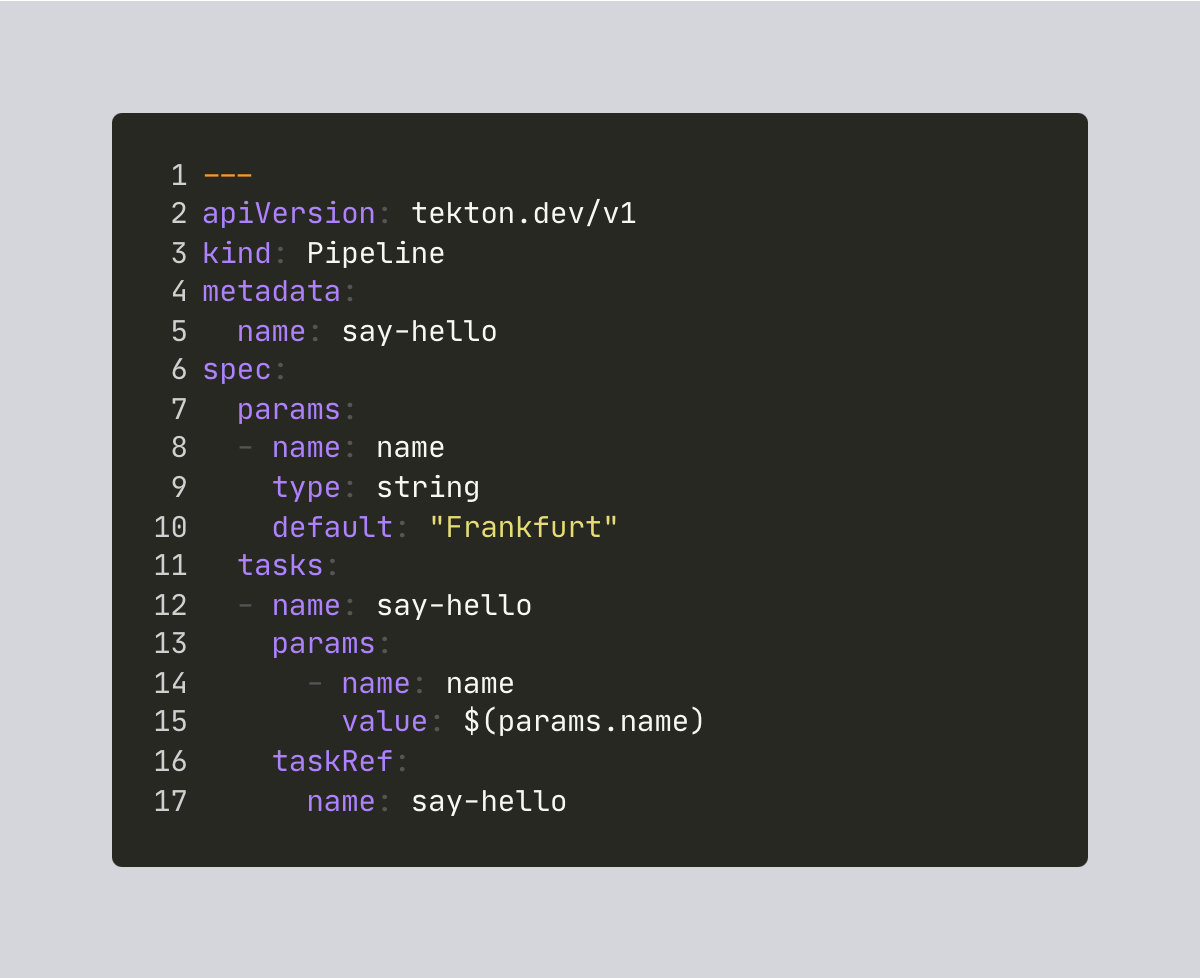 1 ---
2 apiVersion: tekton.dev/v1
3 kind: Pipeline
4 metadata:
5   name: say-hello
6 spec:
7   params:
8   - name: name
9     type: string
10     default: "Frankfurt"
11   tasks:
12   - name: say-hello
13     params:
14       - name: name
15         value: $(params.name)
16     taskRef:
17       name: say-hello